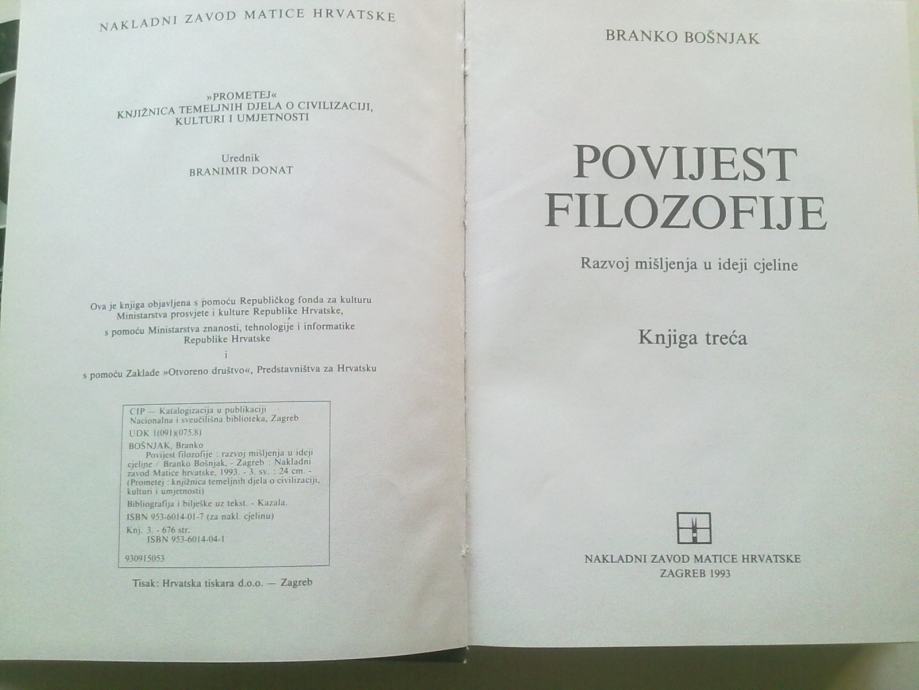 NAKLADNI ZAVOD MATICE HRVATSKE
»PROMETEJ«
KNJIŽNICA TEMELJNIH DJELA O CIVILIZACIJI,
KULTURI I UMJETNOSTI
Urednik
BRANIMIR DONAT
Ova je knjiga objavljena s pomoću Republičkog fonda za kulturu
Ministarstva prosvjete i kulture Republike Hrvatske,
s pomoću Ministarstva znanosti, tehnologije i informatike
Republike Hrvatske
i
s pomoću Zaklade »Otvoreno društvo«, Predstavništva za Hrvatsku
CIP — Katalogizacija u publikaciji
Nacionalna i sveučilišna biblioteka, Zagreb
UDK 1(091)(075.8)
BOŠNJAK, Branko
Povijest filozofije : razvoj mišljenja u ideji
cjeline / Branko Bošnjak, - Zagreb : Nakladni
zavod Matice hrvatske, 1993. - 3. sv. : 24 cm. -
(Prometej : knjižnica temeljnih djela o civilizaciji,
kulturi i umjetnosti)
Bibliografija i bilješke uz tekst. - Kazala.
ISBN 953-6014-01-7 (za nakl. cjelinu)
Knj. 3. - 676 str.
ISBN 953-6014-04-1
930915053
Tisak: Hrvatska tiskara d.o.o. — Zagreb
BRANKO BOŠNJAK
POVIJEST
FILOZOFIJE
Razvoj mišljenja u ideji cjeline
Knjiga treća
NAKLADNI ZAVOD MATICE HRVATSKE
ZAGREB 1993